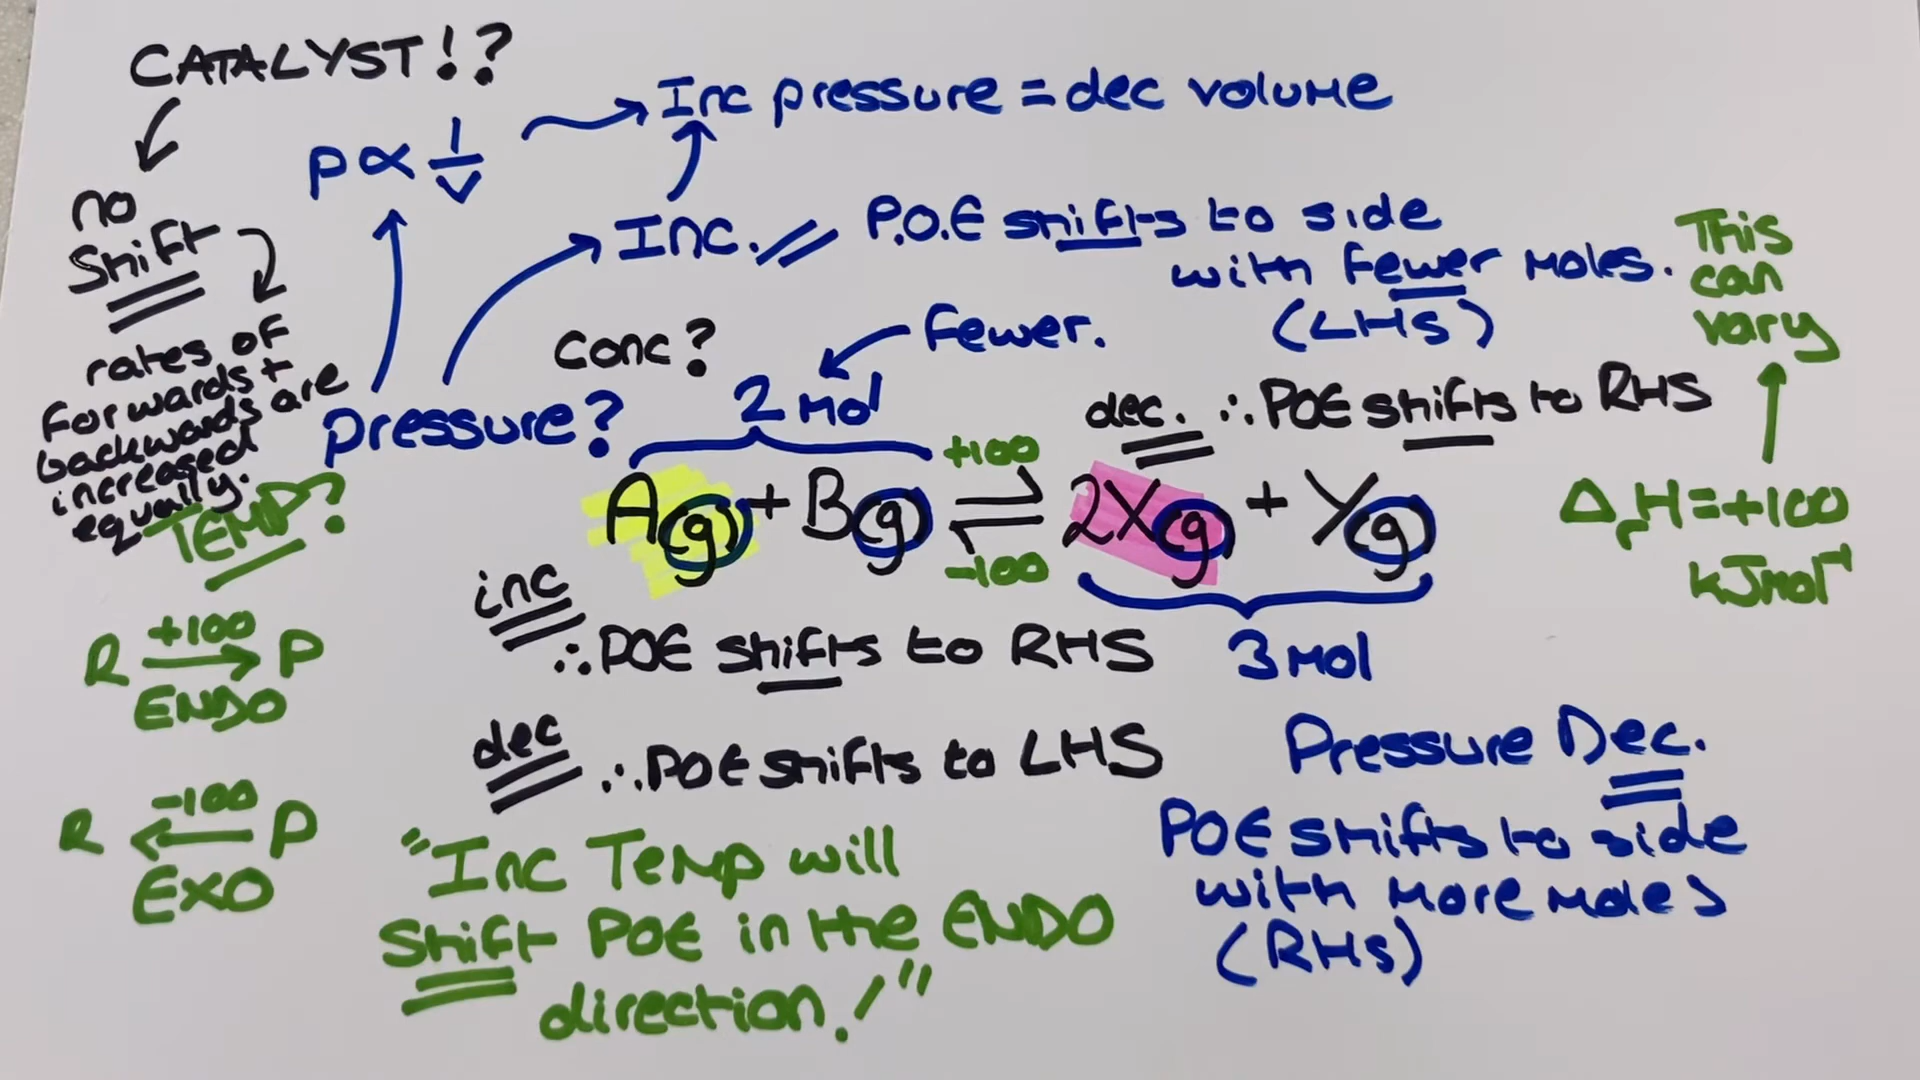 CATALYST!?
no
shift
rates of
forwards +
backwards are
increased
equally.
p ∝ 1/V
Inc pressure = dec volume
Inc. P.O.E shifts to side
with fewer moles.
(LHS)
This
can
vary
Conc?
fewer.
pressure?
2 mol
dec. ∴ POE shifts to RHS
A(g) + B(g) ⇌ 2X(g) + Y(g)
+100
-100
ΔrH = +100
kJmol⁻¹
inc
∴ POE shifts to RHS
3 mol
dec ∴ POE shifts to LHS
TEMP?
R +100 → P
ENDO
R ← -100 P
EXO
"Inc Temp will
shift POE in the ENDO
direction!"
Pressure Dec.
POE shifts to side
with more moles
(RHS)